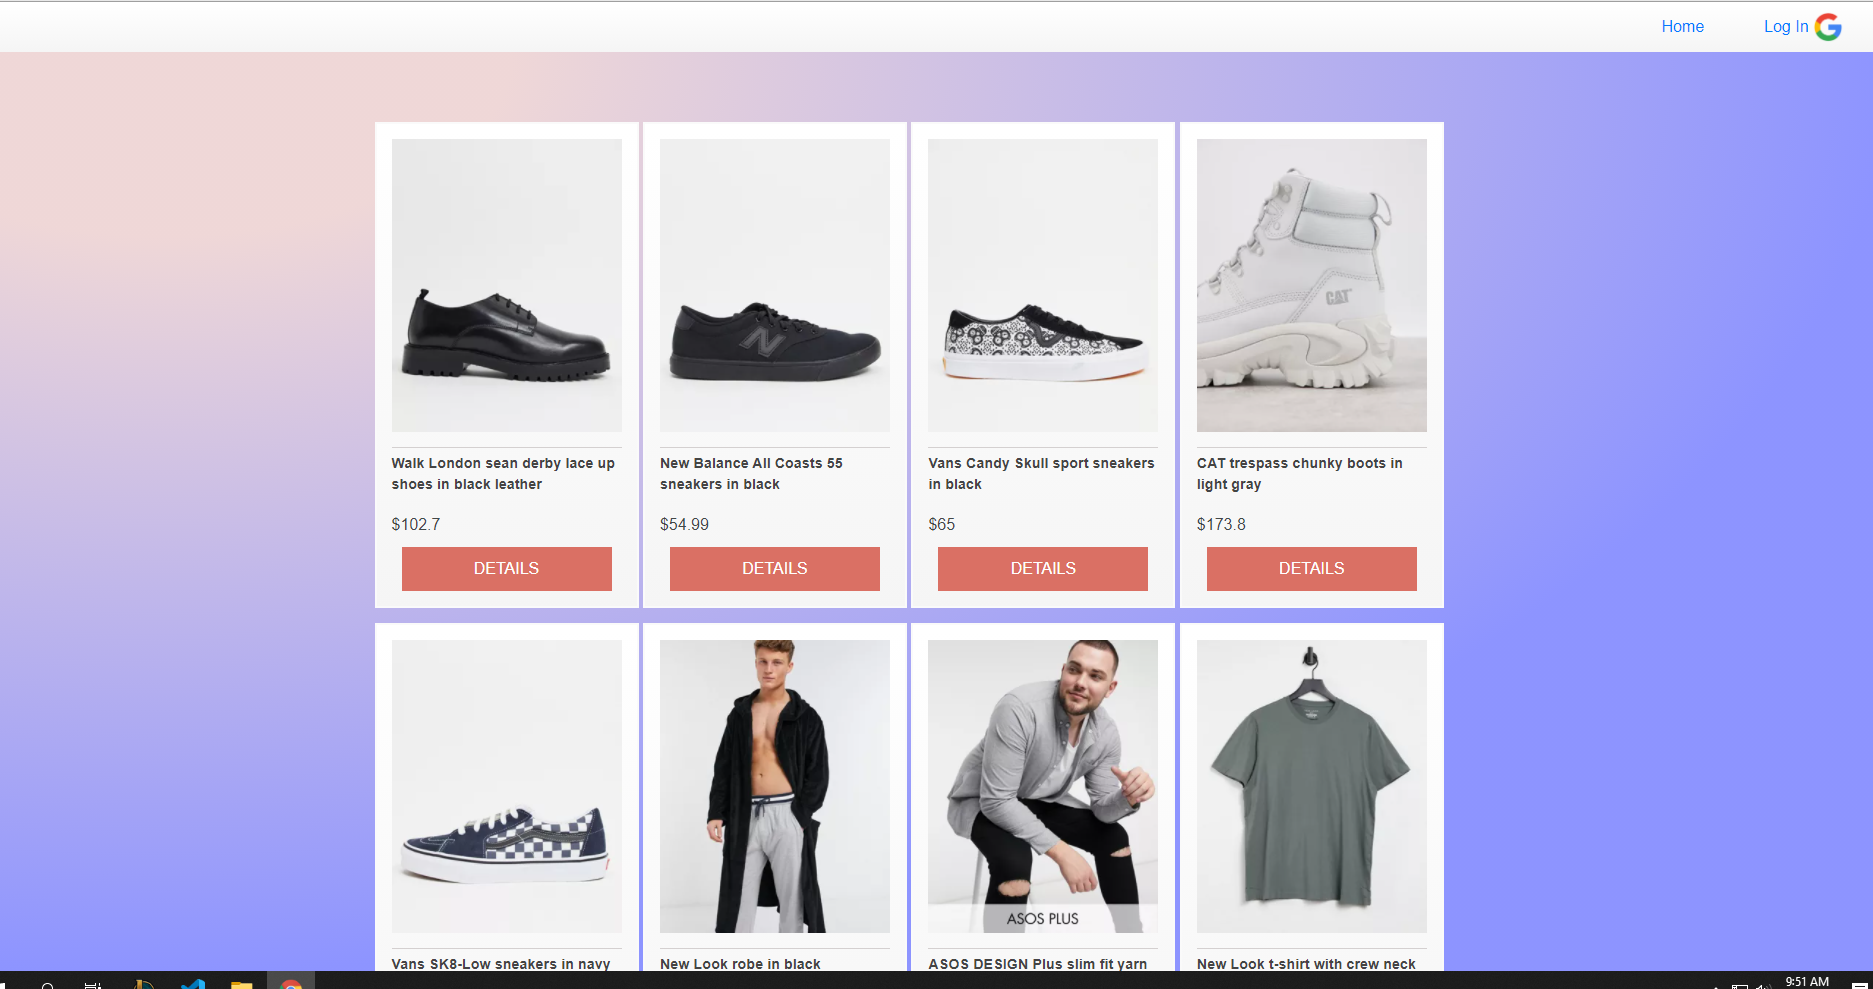 Home
Log In
CAT
N
Walk London sean derby lace up
shoes in black leather
New Balance All Coasts 55
sneakers in black
Vans Candy Skull sport sneakers
in black
CAT trespass chunky boots in
light gray
$102.7
$54.99
$65
$173.8
DETAILS
DETAILS
DETAILS
DETAILS
ASOS PLUS
Vans SK8-Low sneakers in navy
New Look robe in black
ASOS DESIGN Plus slim fit yarn
New Look t-shirt with crew neck
9:51 AM